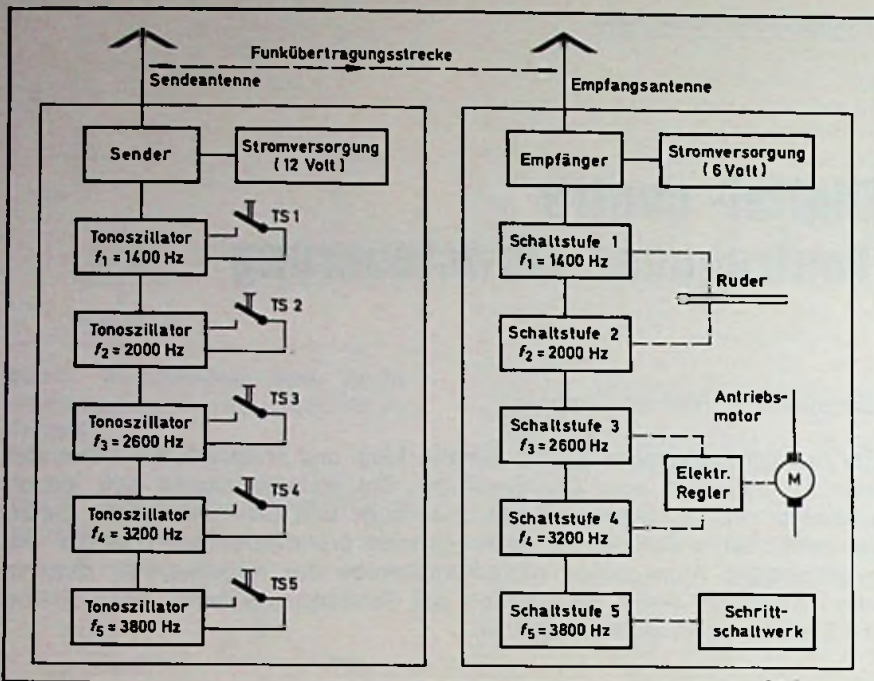 Funkübertragungsstrecke
Sendeantenne
Empfangsantenne
Sender
Stromversorgung
(12 Volt)
Tonoszillator
f₁ = 1400 Hz
TS 1
Tonoszillator
f₂ = 2000 Hz
TS 2
Tonoszillator
f₃ = 2600 Hz
TS 3
Tonoszillator
f₄ = 3200 Hz
TS 4
Tonoszillator
f₅ = 3800 Hz
TS 5
Empfänger
Stromversorgung
(6 Volt)
Schaltstufe 1
f₁ = 1400 Hz
Ruder
Schaltstufe 2
f₂ = 2000 Hz
Schaltstufe 3
f₃ = 2600 Hz
Antriebs-
motor
Elektr.
Regler
M
Schaltstufe 4
f₄ = 3200 Hz
Schaltstufe 5
f₅ = 3800 Hz
Schritt-
schaltwerk